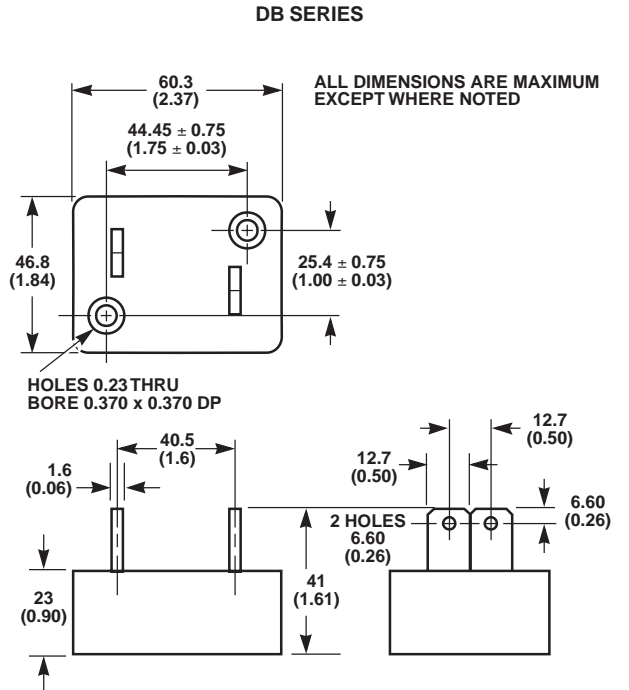 DB SERIES
60.3
(2.37)
ALL DIMENSIONS ARE MAXIMUM
EXCEPT WHERE NOTED
44.45 ± 0.75
(1.75 ± 0.03)
46.8
(1.84)
25.4 ± 0.75
(1.00 ± 0.03)
HOLES 0.23 THRU
BORE 0.370 x 0.370 DP
40.5
(1.6)
1.6
(0.06)
12.7
(0.50)
12.7
(0.50)
2 HOLES
6.60
(0.26)
6.60
(0.26)
23
(0.90)
41
(1.61)